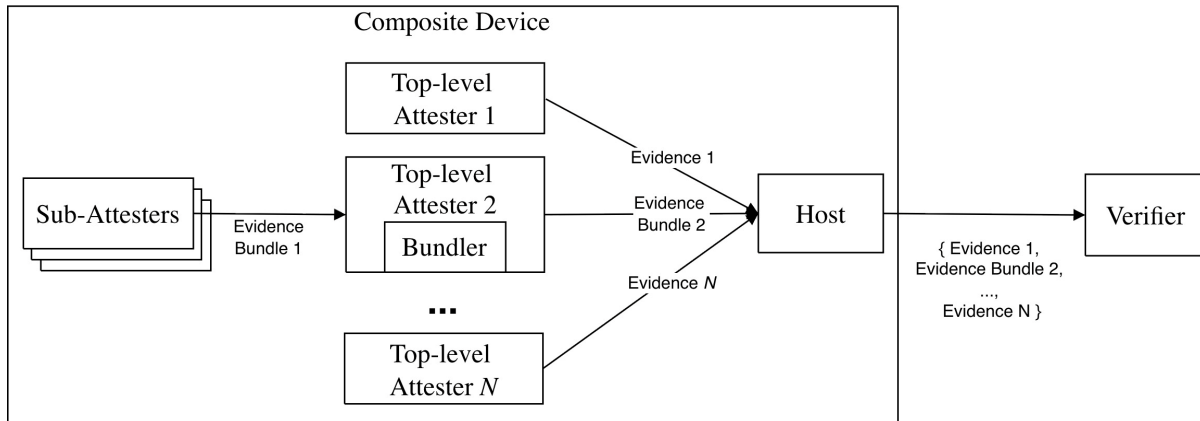 Composite Device
Top-level
Attester 1
Evidence 1
Top-level
Attester 2
Bundler
Sub-Attesters
Evidence
Bundle 1
Evidence
Bundle 2
Host
Verifier
{ Evidence 1,
Evidence Bundle 2,
...,
Evidence N }
Evidence N
...
Top-level
Attester N